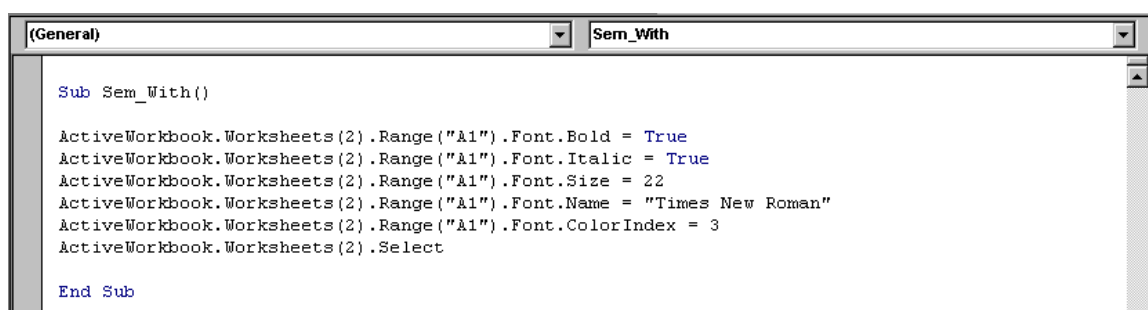 (General) Sem_With
Sub Sem_With()
ActiveWorkbook.Worksheets(2).Range("A1").Font.Bold = True
ActiveWorkbook.Worksheets(2).Range("A1").Font.Italic = True
ActiveWorkbook.Worksheets(2).Range("A1").Font.Size = 22
ActiveWorkbook.Worksheets(2).Range("A1").Font.Name = "Times New Roman"
ActiveWorkbook.Worksheets(2).Range("A1").Font.ColorIndex = 3
ActiveWorkbook.Worksheets(2).Select
End Sub